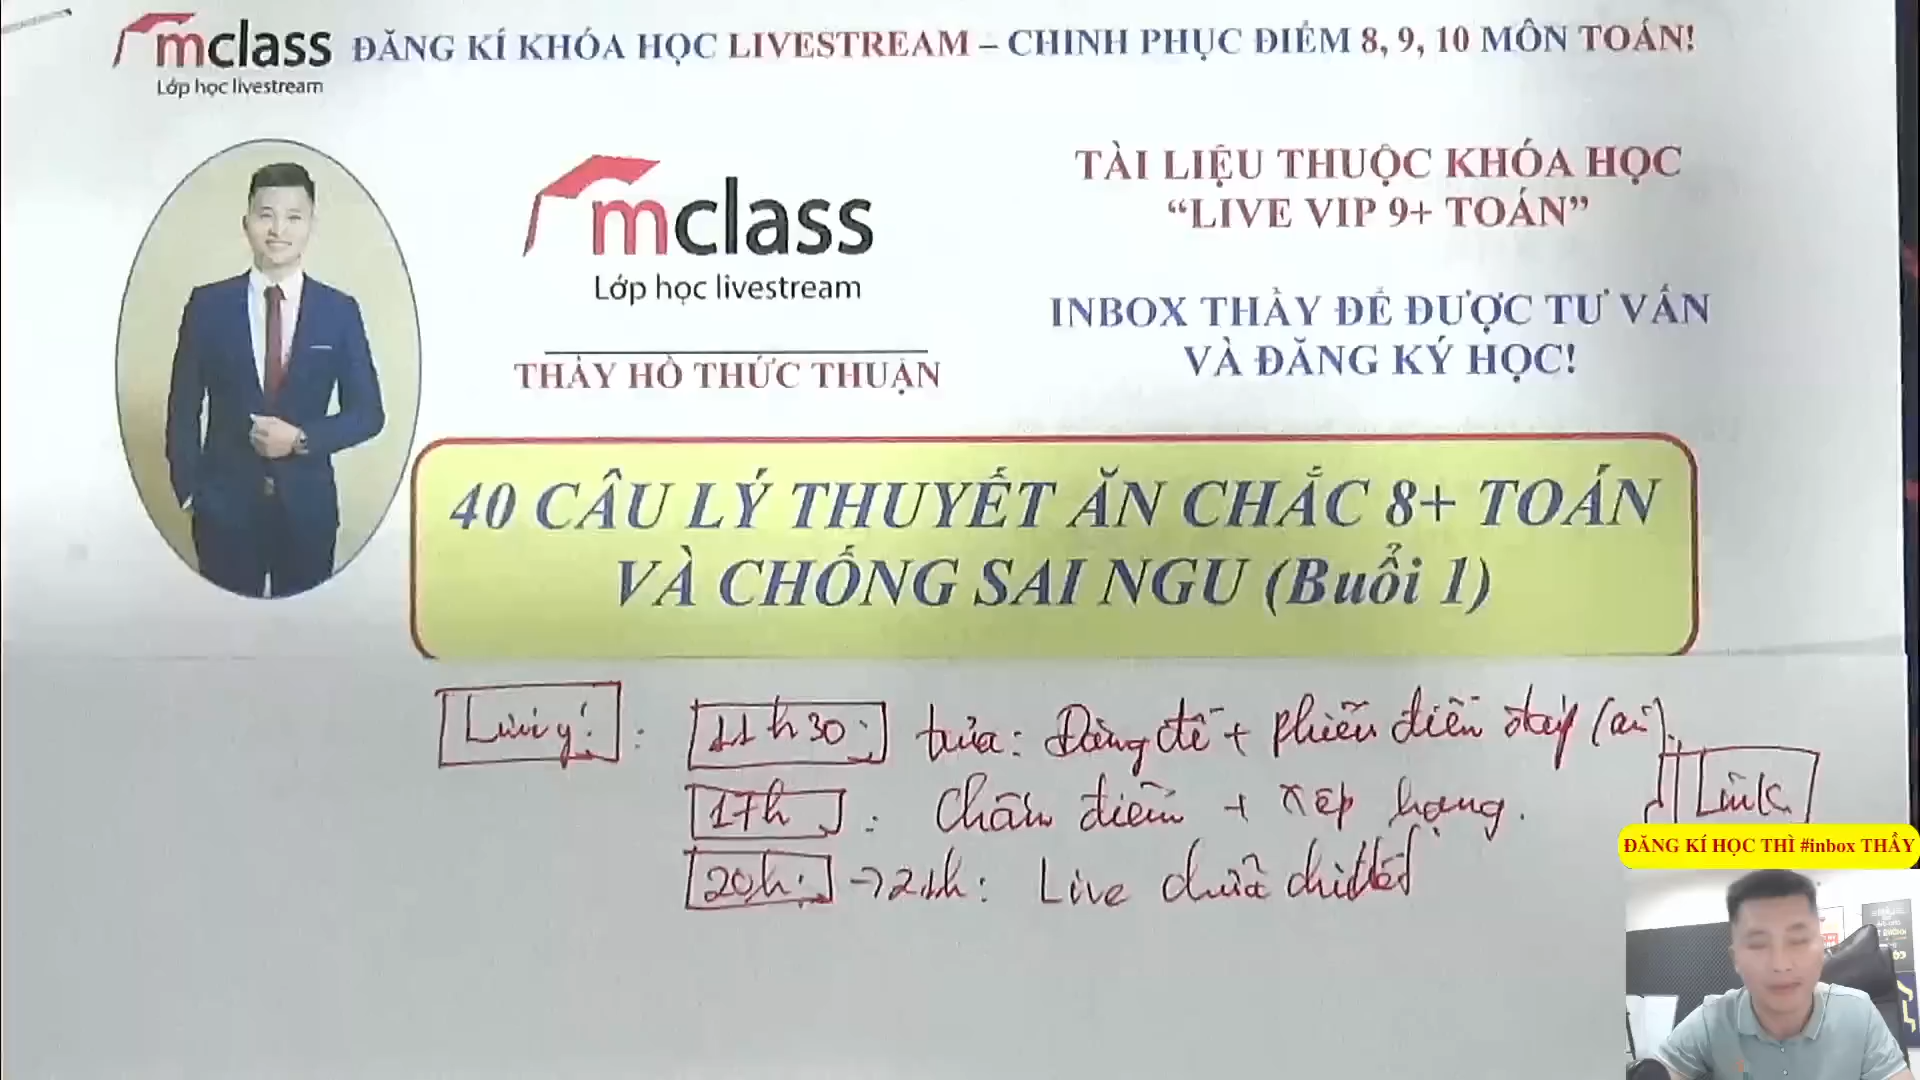 mclass
Lớp học livestream
ĐĂNG KÍ KHÓA HỌC LIVESTREAM – CHINH PHỤC ĐIỂM 8, 9, 10 MÔN TOÁN!
mclass
Lớp học livestream
THẦY HỒ THỨC THUẬN
TÀI LIỆU THUỘC KHÓA HỌC
“LIVE VIP 9+ TOÁN”
INBOX THẦY ĐỂ ĐƯỢC TƯ VẤN
VÀ ĐĂNG KÝ HỌC!
40 CÂU LÝ THUYẾT ĂN CHẮC 8+ TOÁN
VÀ CHỐNG SAI NGU (Buổi 1)
Lưu ý! : 11h30: trưa: Đăng đề + phiếu điền đáp (án).
Link
17h : Chấm điểm + xếp hạng.
20h: → 21h: Live chữa chi tiết
ĐĂNG KÍ HỌC THÌ #inbox THẦY